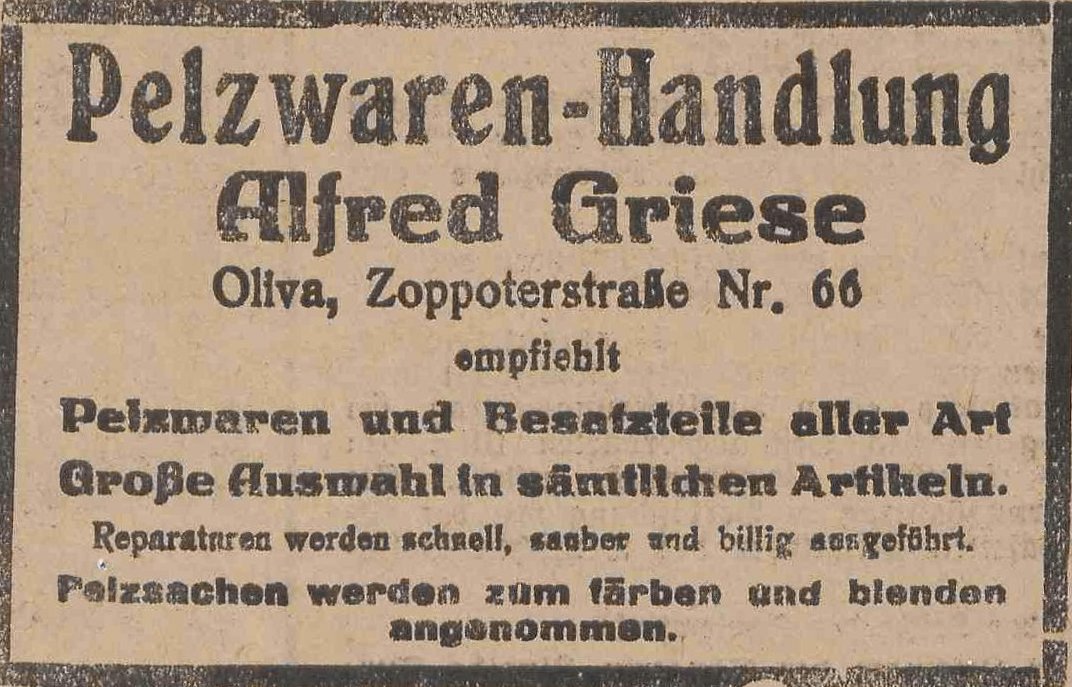 Pelzwaren-Handlung
Alfred Griese
Oliva, Zoppoterstraße Nr. 66
empfiehlt
Pelzwaren und Besatzteile aller Art
Große Auswahl in sämtlichen Artikeln.
Reparaturen werden schnell, sauber und billig ausgeführt.
Pelzsachen werden zum färben und blenden
angenommen.